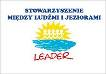 STOWARZYSZENIE
MIĘDZY LUDŹMI I JEZIORAMI
LEADER